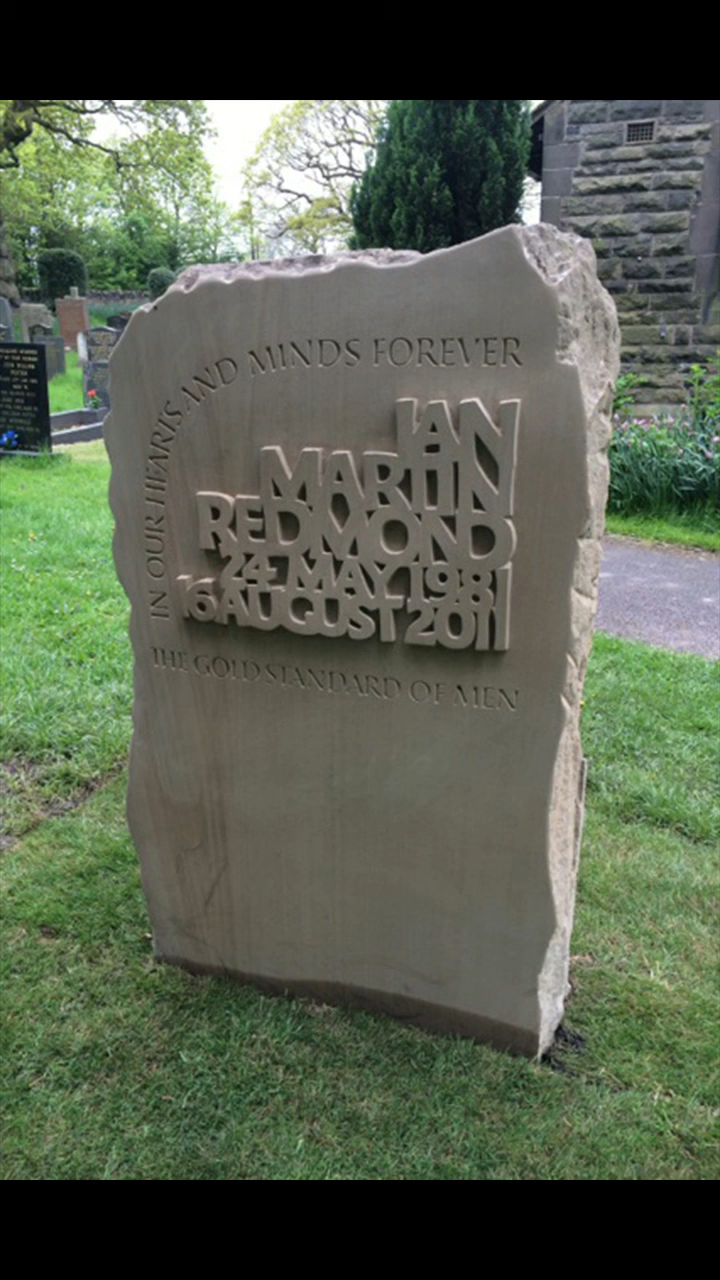 IN OUR HEARTS AND MINDS FOREVER
IAN
MARTIN
REDMOND
24 MAY 1981
16 AUGUST 2011
THE GOLD STANDARD OF MEN